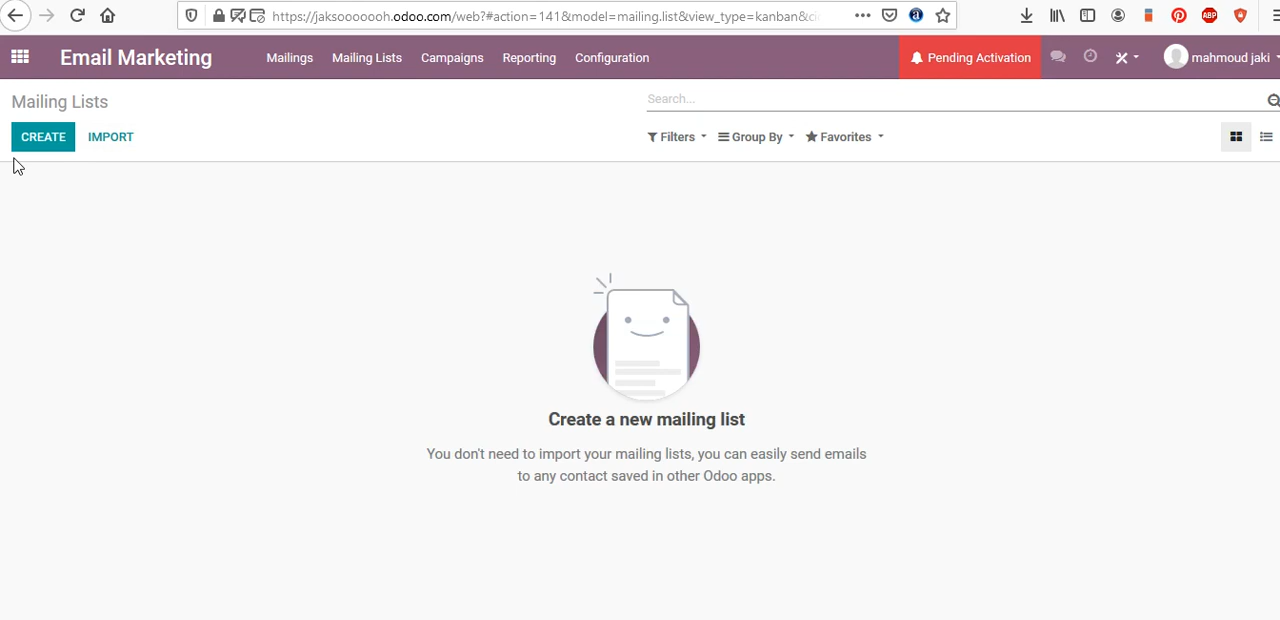 https://jaksooooooh.odoo.com/web?#action=141&model=mailing.list&view_type=kanban&
ABP
Email Marketing
Mailings
Mailing Lists
Campaigns
Reporting
Configuration
Pending Activation
mahmoud jaki
Mailing Lists
Search...
CREATE
IMPORT
Filters
Group By
Favorites
Create a new mailing list
You don't need to import your mailing lists, you can easily send emails
to any contact saved in other Odoo apps.